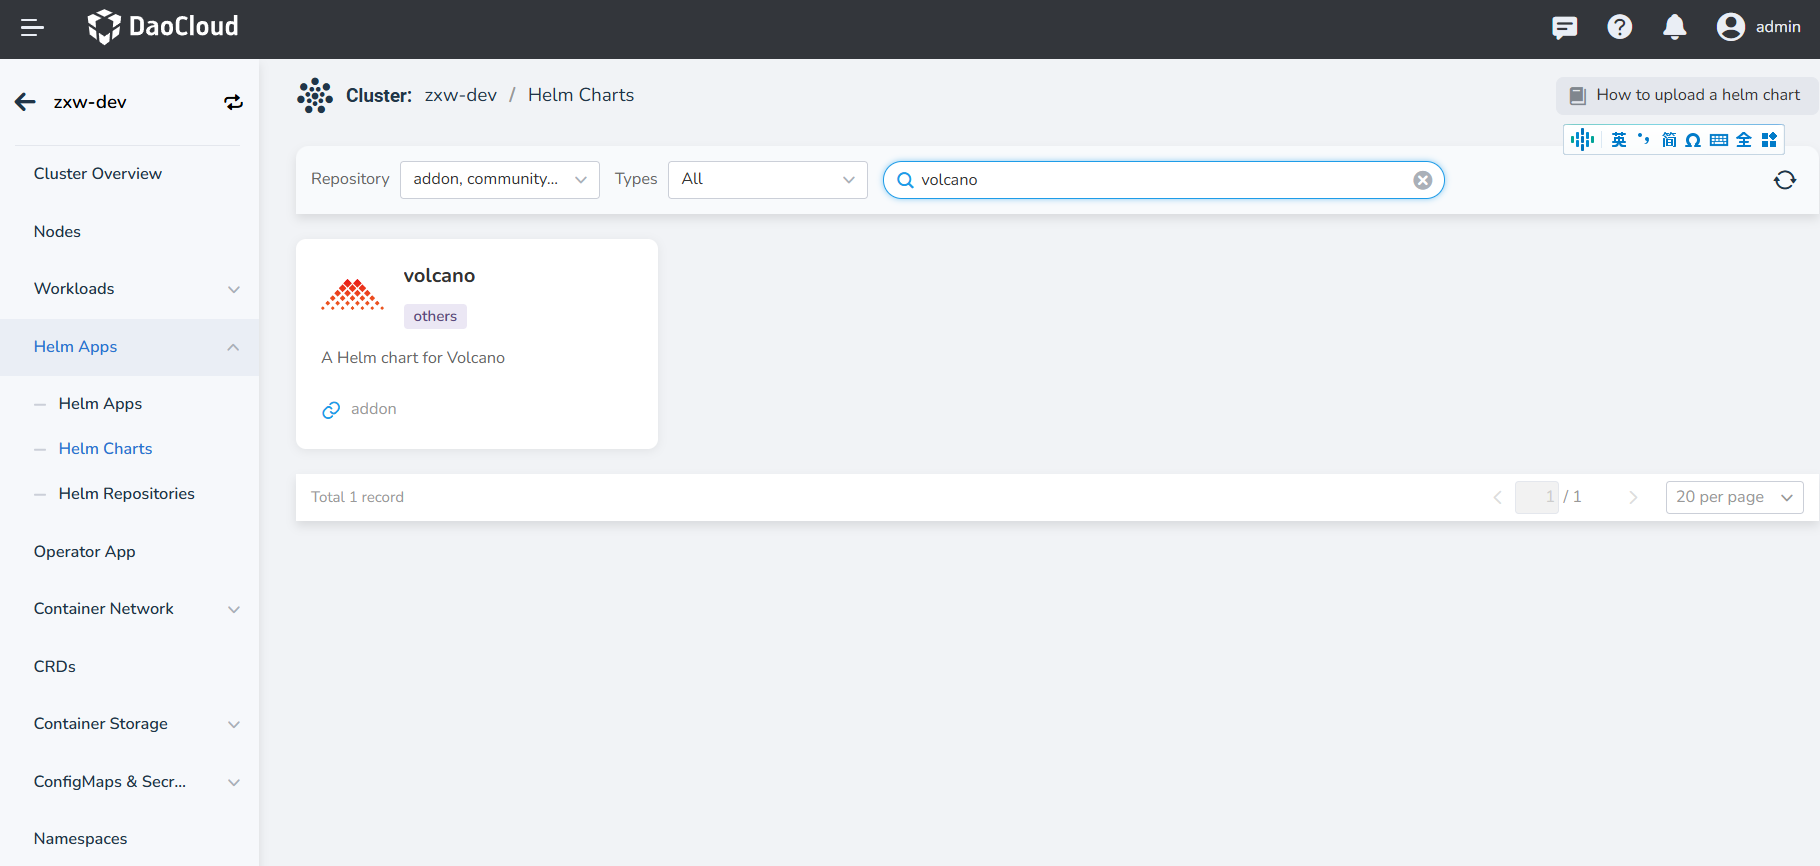 DaoCloud
admin
zxw-dev
Cluster: zxw-dev / Helm Charts
How to upload a helm chart
英 简 全
Cluster Overview
Repository addon, community... Types All volcano
Nodes
Workloads
volcano
others
A Helm chart for Volcano
addon
Helm Apps
Helm Apps
Helm Charts
Helm Repositories
Total 1 record 1 / 1 20 per page
Operator App
Container Network
CRDs
Container Storage
ConfigMaps & Secr...
Namespaces